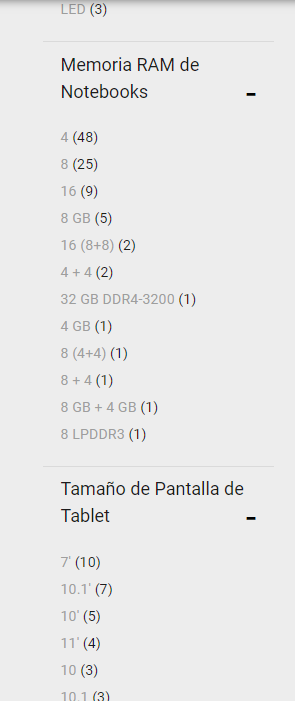 LED (3)
Memoria RAM de
Notebooks
-
4 (48)
8 (25)
16 (9)
8 GB (5)
16 (8+8) (2)
4 + 4 (2)
32 GB DDR4-3200 (1)
4 GB (1)
8 (4+4) (1)
8 + 4 (1)
8 GB + 4 GB (1)
8 LPDDR3 (1)
Tamaño de Pantalla de
Tablet
-
7' (10)
10.1' (7)
10' (5)
11' (4)
10 (3)
10.1 (3)